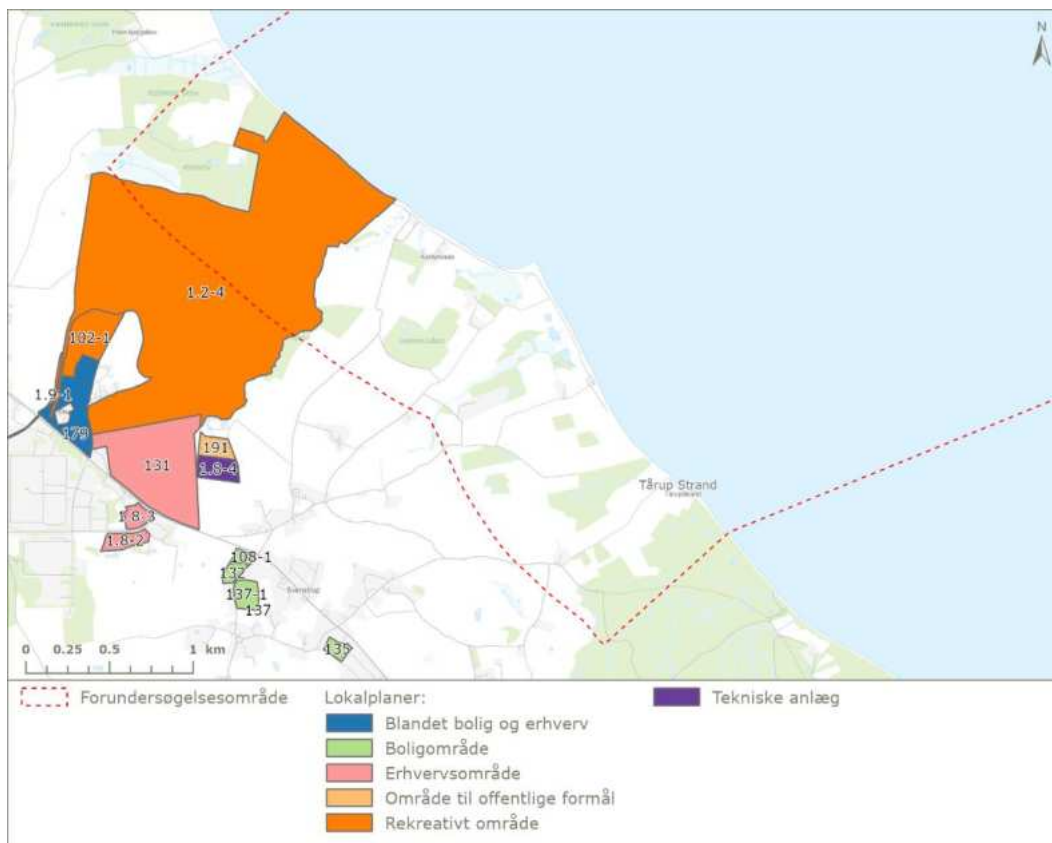 N
1.2-4
102-1
1.9-1
179
131
191
1.8-4
1.8-3
1.8-2
108-1
132
137-1
137
135
Tårup Strand
0 0.25 0.5 1 km
Forundersøgelsesområde
Lokalplaner:
Blandet bolig og erhverv
Boligområde
Erhvervsområde
Område til offentlige formål
Rekreativt område
Tekniske anlæg